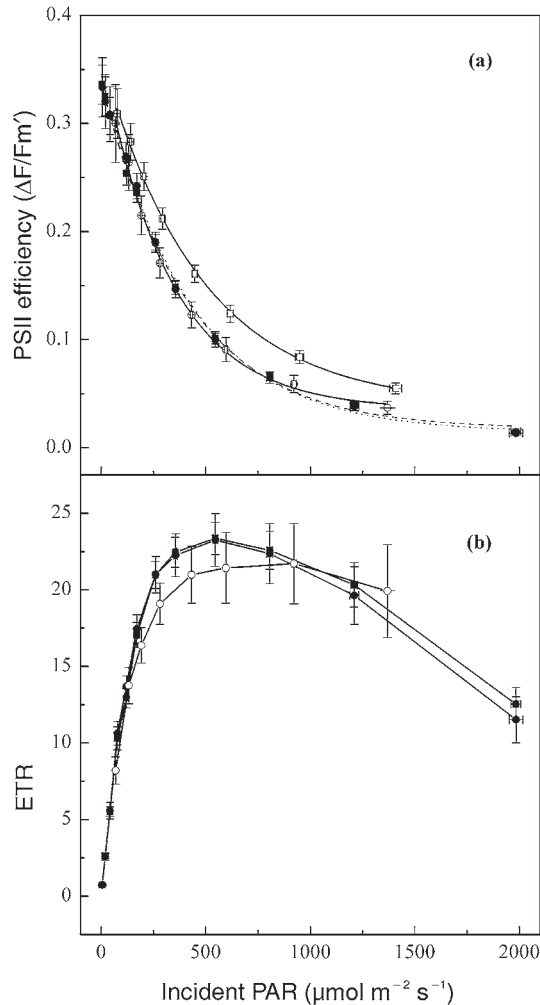 0.4
(a)
0.3
0.2
0.1
0.0
PSII efficiency (ΔF/Fm′)
25
(b)
20
15
10
5
0
ETR
0 500 1000 1500 2000
Incident PAR (μmol m⁻² s⁻¹)